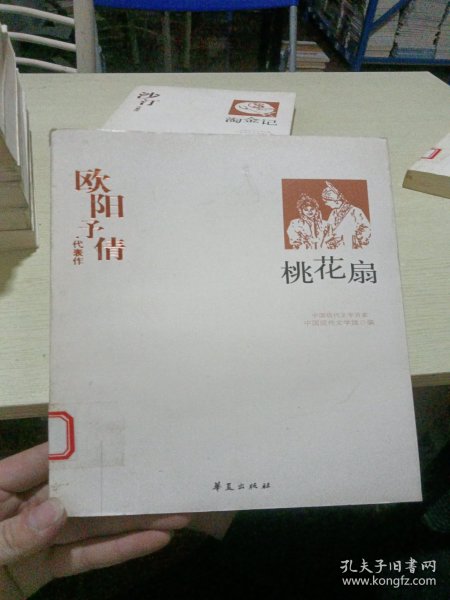 沙汀
淘金记
欧阳予倩
·代表作
桃花扇
中国现代文学百家
中国现代文学馆◎编
华夏出版社
孔夫子旧书网
www.kongfz.com